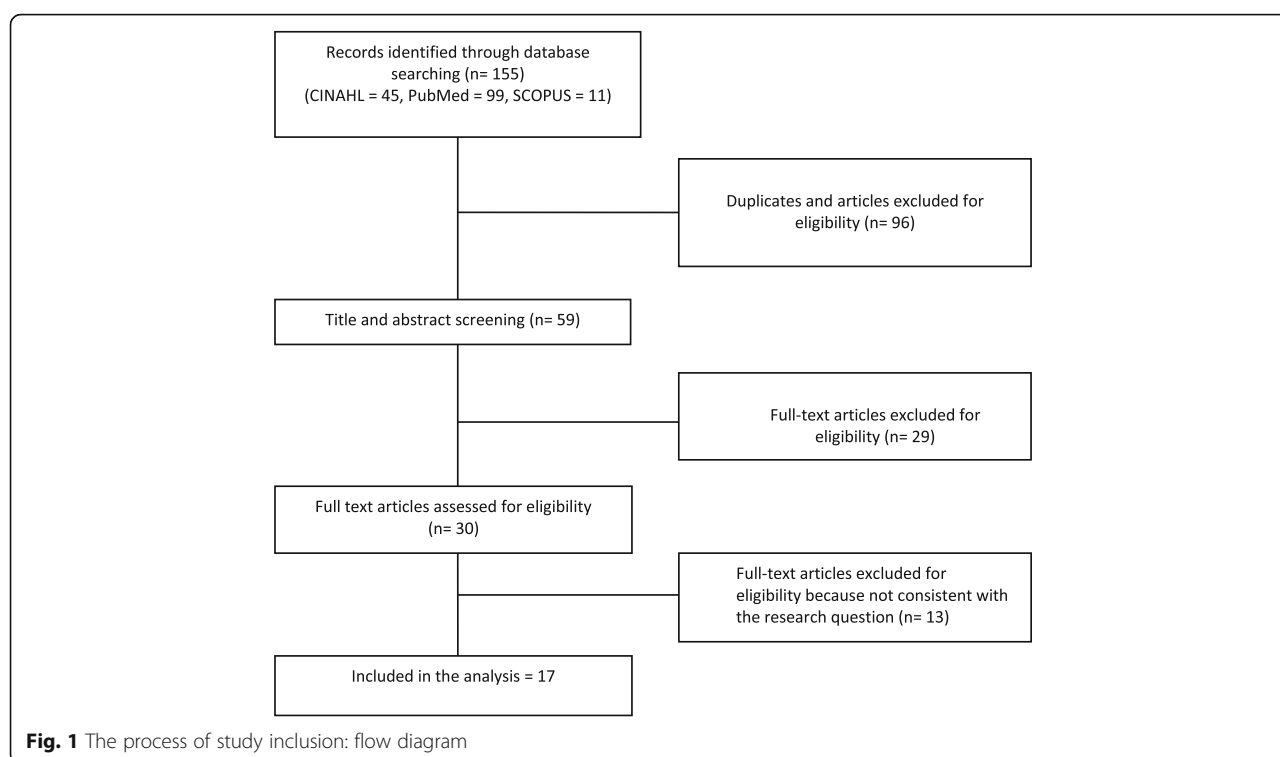 Records identified through database
searching (n= 155)
(CINAHL = 45, PubMed = 99, SCOPUS = 11)
Duplicates and articles excluded for
eligibility (n= 96)
Title and abstract screening (n= 59)
Full-text articles excluded for
eligibility (n= 29)
Full text articles assessed for eligibility
(n= 30)
Full-text articles excluded for
eligibility because not consistent with
the research question (n= 13)
Included in the analysis = 17
Fig. 1 The process of study inclusion: flow diagram